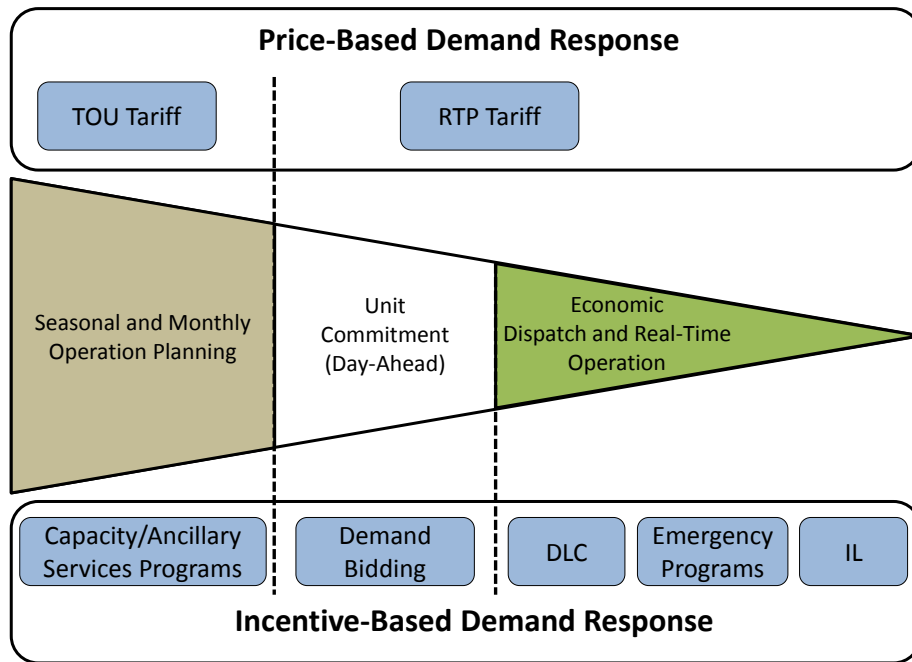 Price-Based Demand Response
TOU Tariff
RTP Tariff
Seasonal and Monthly
Operation Planning
Unit
Commitment
(Day-Ahead)
Economic
Dispatch and Real-Time
Operation
Capacity/Ancillary
Services Programs
Demand
Bidding
DLC
Emergency
Programs
IL
Incentive-Based Demand Response